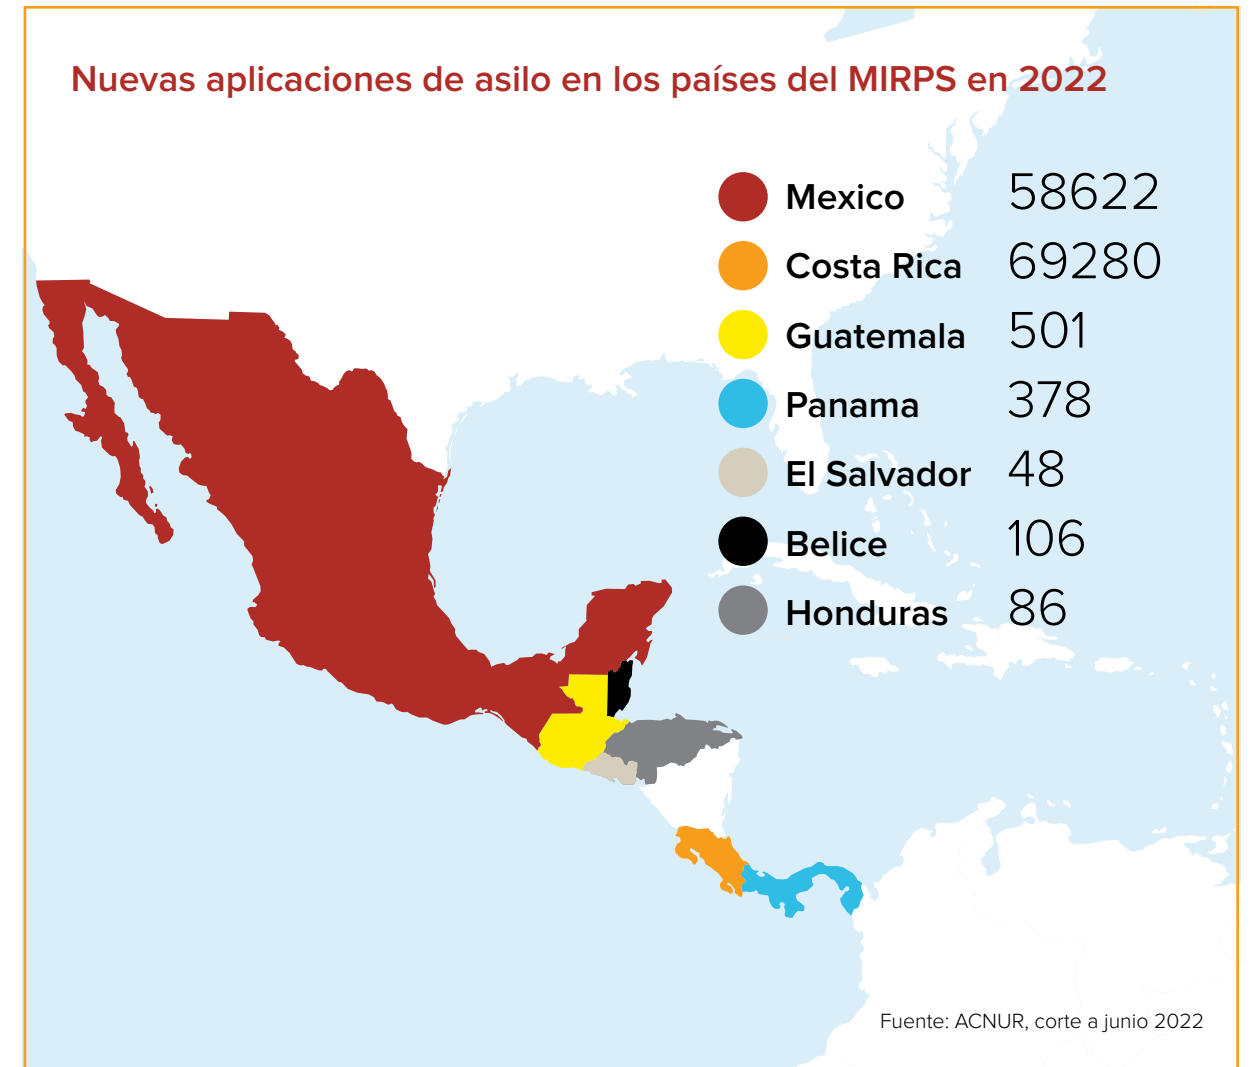 Nuevas aplicaciones de asilo en los países del MIRPS en 2022
Mexico 58622
Costa Rica 69280
Guatemala 501
Panama 378
El Salvador 48
Belice 106
Honduras 86
Fuente: ACNUR, corte a junio 2022